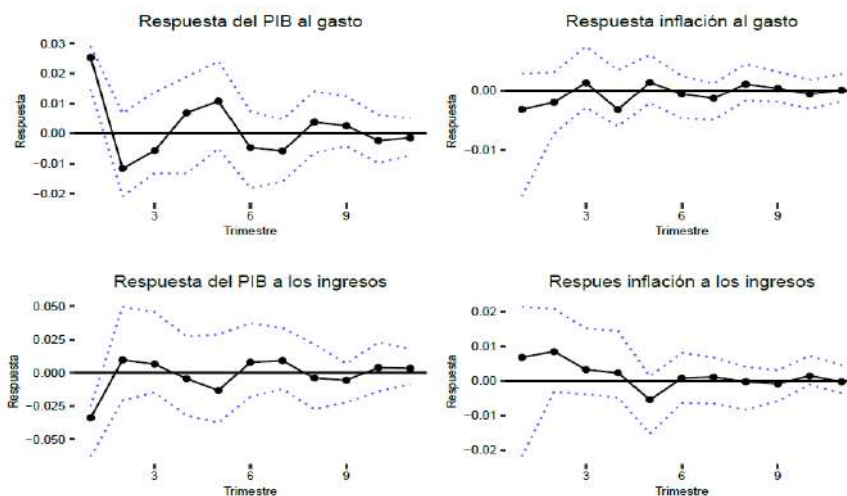 Respuesta del PIB al gasto
0.03
0.02
0.01
0.00
−0.01
−0.02
Respuesta
3
6
9
Trimestre
Respuesta inflación al gasto
0.00
−0.01
Respuesta
3
6
9
Trimestre
Respuesta del PIB a los ingresos
0.050
0.025
0.000
−0.025
−0.050
Respuesta
3
6
9
Trimestre
Respues inflación a los ingresos
0.02
0.01
0.00
−0.01
−0.02
Respuesta
3
6
9
Trimestre